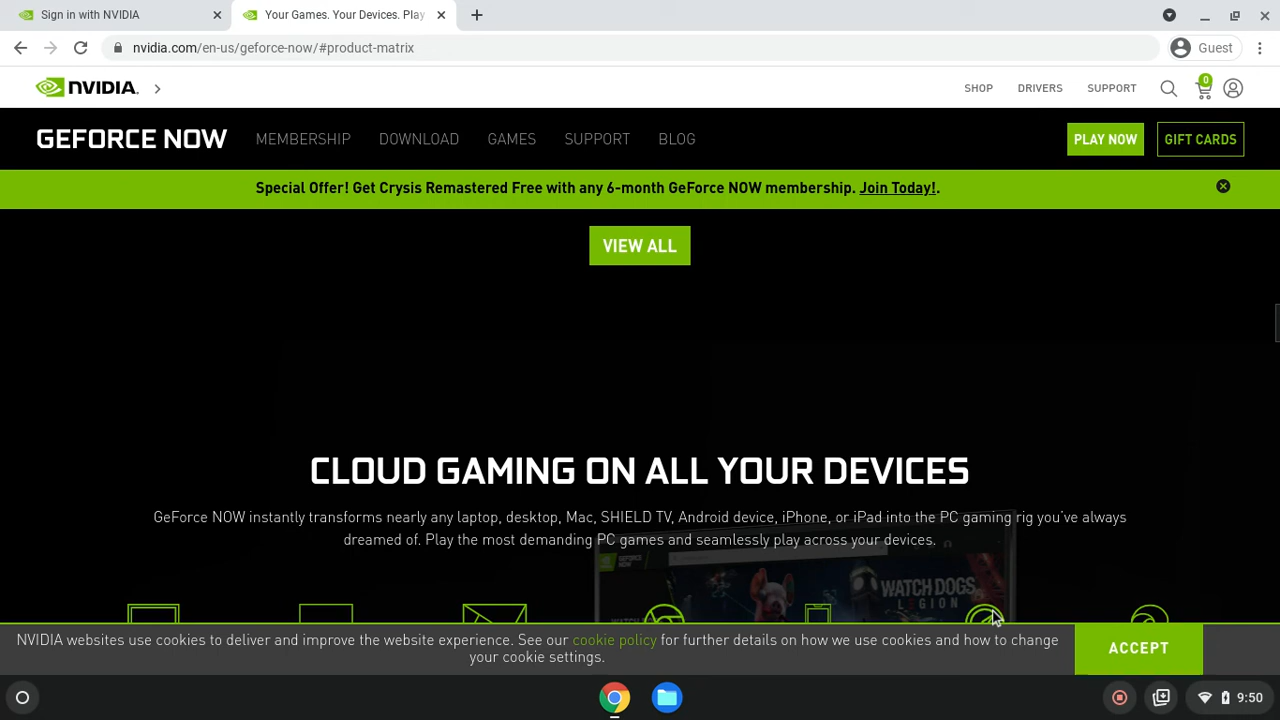 Sign in with NVIDIA
Your Games. Your Devices. Play
nvidia.com/en-us/geforce-now/#product-matrix
Guest
NVIDIA.
SHOP
DRIVERS
SUPPORT
0
GEFORCE NOW
MEMBERSHIP
DOWNLOAD
GAMES
SUPPORT
BLOG
PLAY NOW
GIFT CARDS
Special Offer! Get Crysis Remastered Free with any 6-month GeForce NOW membership. Join Today!.
VIEW ALL
CLOUD GAMING ON ALL YOUR DEVICES
GeForce NOW instantly transforms nearly any laptop, desktop, Mac, SHIELD TV, Android device, iPhone, or iPad into the PC gaming rig you've always
dreamed of. Play the most demanding PC games and seamlessly play across your devices.
WATCH DOGS
LEGION
NVIDIA websites use cookies to deliver and improve the website experience. See our cookie policy for further details on how we use cookies and how to change
your cookie settings.
ACCEPT
9:50